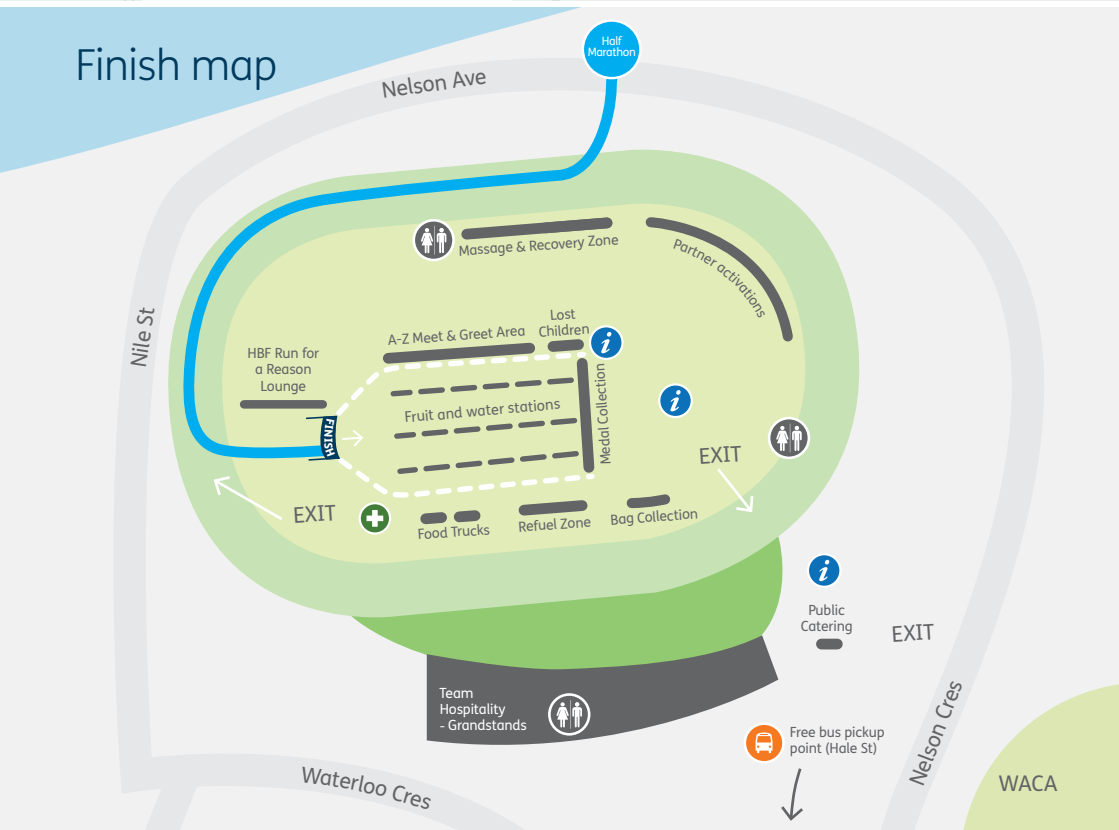 Finish map
Half
Marathon
Nelson Ave
Massage & Recovery Zone
Partner activations
Nile St
Lost
Children
i
A-Z Meet & Greet Area
HBF Run for
a Reason
Lounge
Fruit and water stations
Medal Collection
i
FINISH
EXIT
EXIT
Food Trucks
Refuel Zone
Bag Collection
i
Public
Catering
EXIT
Team
Hospitality
- Grandstands
Free bus pickup
point (Hale St)
Nelson Cres
Waterloo Cres
WACA